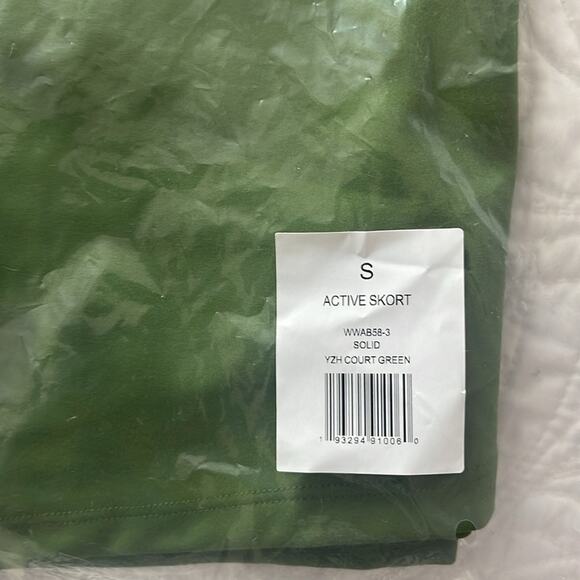 S
ACTIVE SKORT
WWAB58-3
SOLID
YZH COURT GREEN
1 93294 91006 0